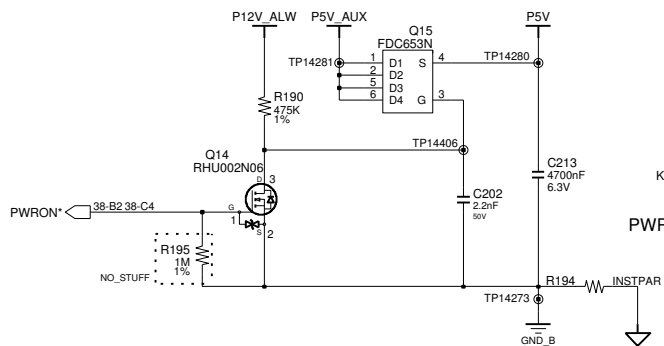 P12V_ALW
P5V_AUX
Q15
FDC653N
P5V
TP14281
1 D1 S 4
TP14280
2 D2
5 D3
6 D4 G 3
R190
475K
1%
TP14406
Q14
RHU002N06
D 3
C213
4700nF
6.3V
K
C202
2.2nF
50V
PWRON*
38-B2 38-C4
G
1
S
2
PWR
R195
1M
1%
NO_STUFF
R194
INSTPAR
TP14273
GND_B